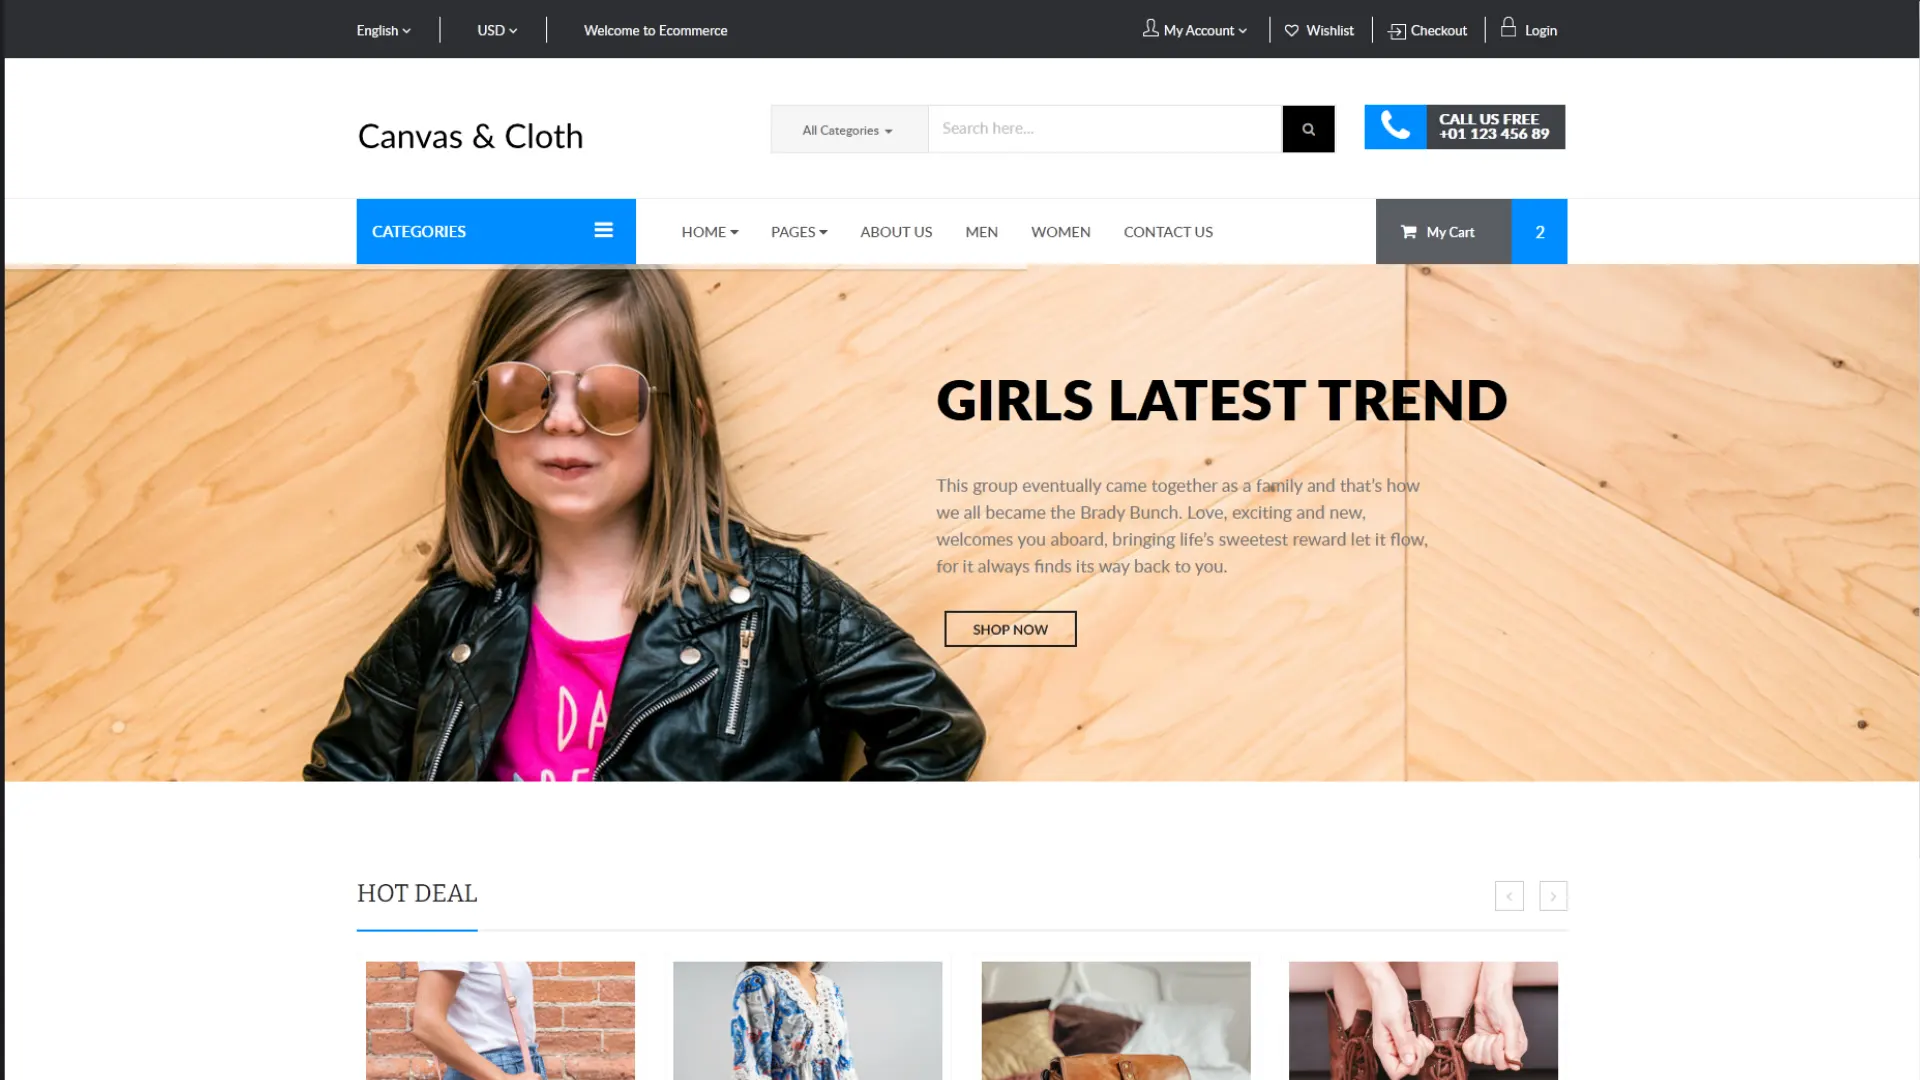 English
USD
Welcome to Ecommerce
My Account
Wishlist
Checkout
Login
Canvas & Cloth
All Categories
Search here...
CALL US FREE
+01 123 456 89
CATEGORIES
HOME
PAGES
ABOUT US
MEN
WOMEN
CONTACT US
My Cart
2
GIRLS LATEST TREND
This group eventually came together as a family and that’s how
we all became the Brady Bunch. Love, exciting and new,
welcomes you aboard, bringing life’s sweetest reward let it flow,
for it always finds its way back to you.
SHOP NOW
DA
HOT DEAL